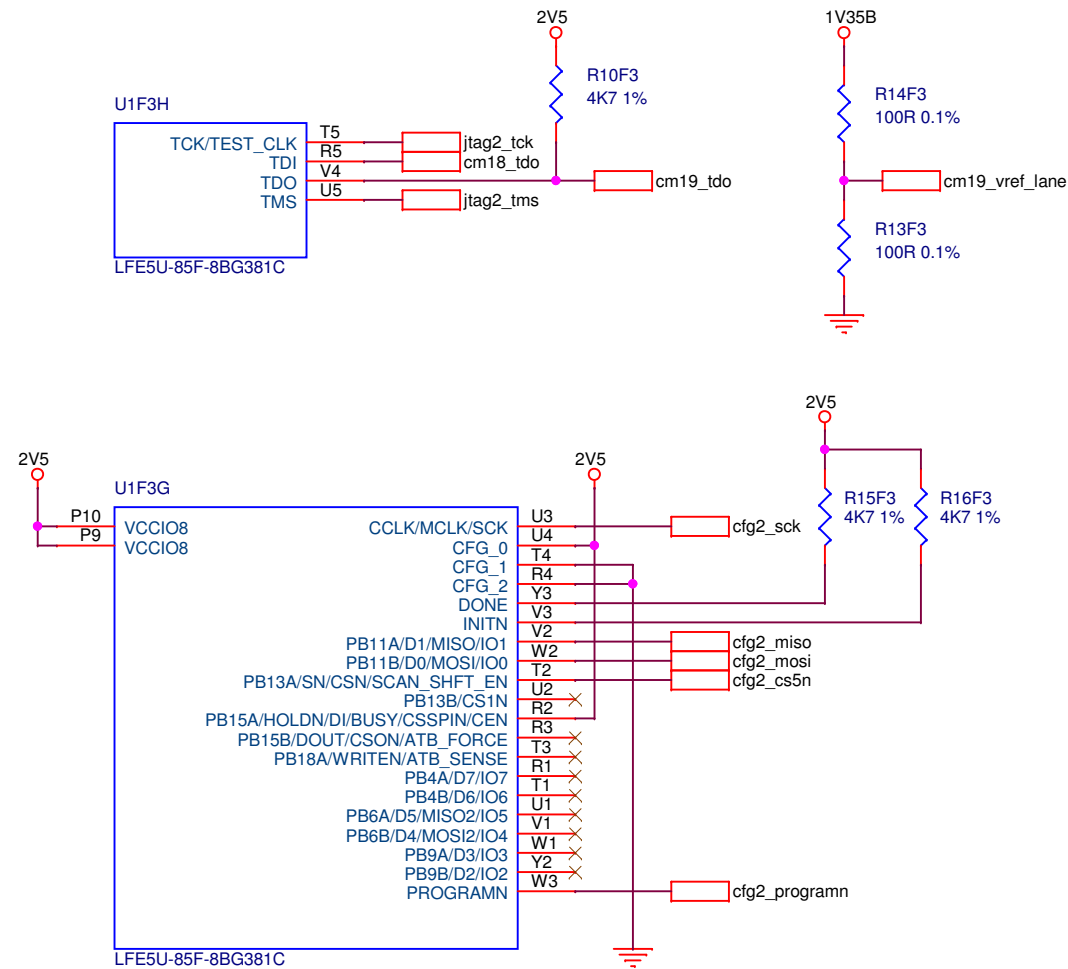 2V5
1V35B
R10F3
4K7 1%
R14F3
100R 0.1%
U1F3H
TCK/TEST_CLK T5 jtag2_tck
TDI R5 cm18_tdo
TDO V4 cm19_tdo
TMS U5 jtag2_tms
LFE5U-85F-8BG381C
cm19_vref_lane
R13F3
100R 0.1%
2V5
2V5
2V5
R15F3
4K7 1%
R16F3
4K7 1%
U1F3G
P10 VCCIO8
P9 VCCIO8
CCLK/MCLK/SCK U3 cfg2_sck
CFG_0 U4
CFG_1 T4
CFG_2 R4
DONE Y3
INITN V3
PB11A/D1/MISO/IO1 V2 cfg2_miso
PB11B/D0/MOSI/IO0 W2 cfg2_mosi
PB13A/SN/CSN/SCAN_SHFT_EN T2 cfg2_cs5n
PB13B/CS1N U2
PB15A/HOLDN/DI/BUSY/CSSPIN/CEN R2
PB15B/DOUT/CSON/ATB_FORCE R3
PB18A/WRITEN/ATB_SENSE T3
PB4A/D7/IO7 R1
PB4B/D6/IO6 T1
PB6A/D5/MISO2/IO5 U1
PB6B/D4/MOSI2/IO4 V1
PB9A/D3/IO3 W1
PB9B/D2/IO2 Y2
PROGRAMN W3 cfg2_programn
LFE5U-85F-8BG381C